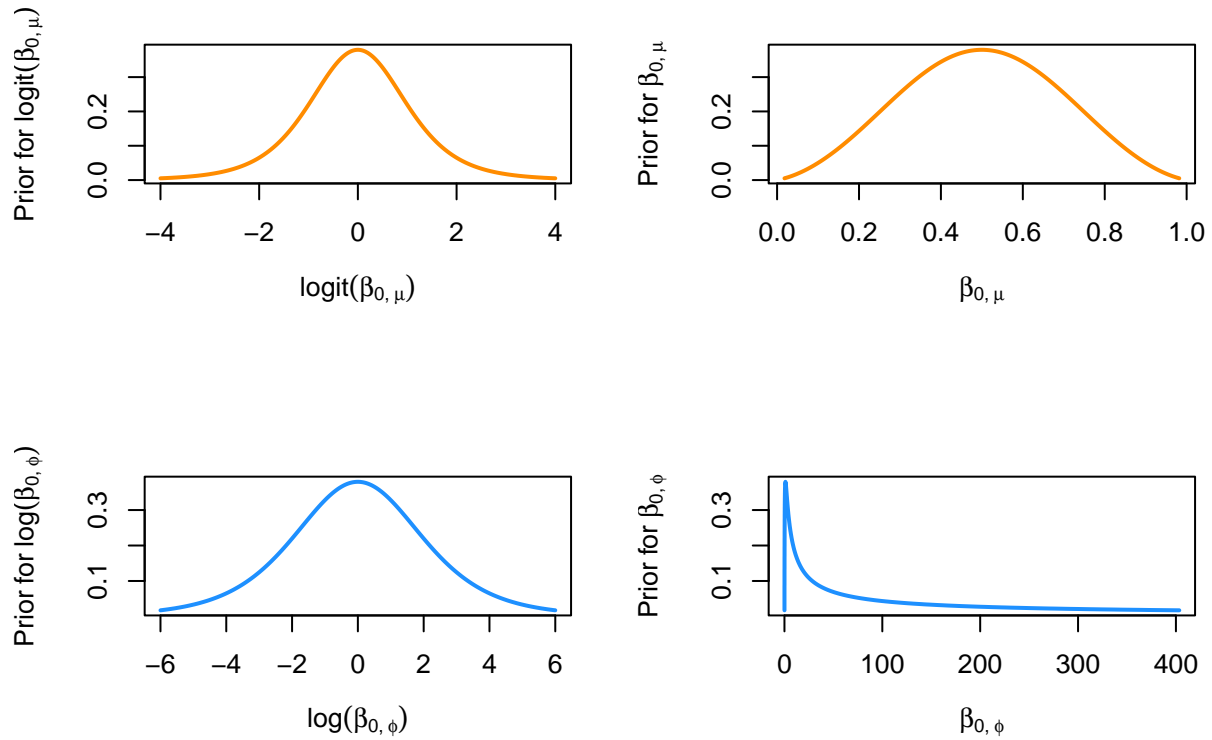 Prior for logit(β0, μ)
0.0 0.2
−4 −2 0 2 4
logit(β0, μ)
Prior for β0, μ
0.0 0.2
0.0 0.2 0.4 0.6 0.8 1.0
β0, μ
Prior for log(β0, ϕ)
0.1 0.3
−6 −4 −2 0 2 4 6
log(β0, ϕ)
Prior for β0, ϕ
0.1 0.3
0 100 200 300 400
β0, ϕ